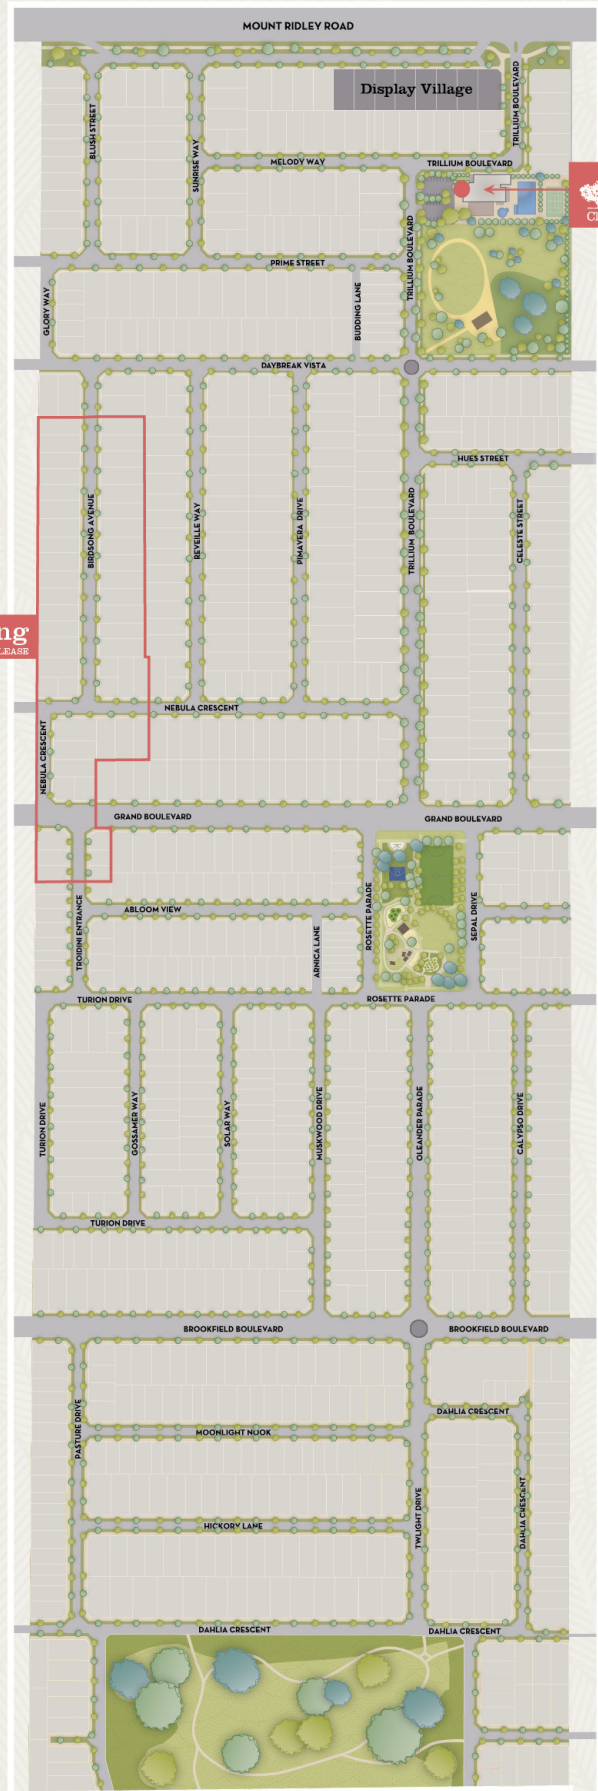 MOUNT RIDLEY ROAD
Display Village
BLUSH STREET
SUNRISE WAY
TRILLIUM BOULEVARD
MELODY WAY
TRILLIUM BOULEVARD
TRILLIUM BOULEVARD
PRIME STREET
GLORY WAY
BUDDING LANE
DAYBREAK VISTA
HUES STREET
BIRDSONG AVENUE
REVEILLE WAY
PIMAVERA DRIVE
TRILLIUM BOULEVARD
CELESTE STREET
ng
LEASE
NEBULA CRESCENT
NEBULA CRESCENT
GRAND BOULEVARD
GRAND BOULEVARD
ABLOOM VIEW
TROIDINI ENTRANCE
ARNICA LANE
ROSETTE PARADE
SEPAL DRIVE
TURION DRIVE
ROSETTE PARADE
TURION DRIVE
GOSSAMER WAY
SOLAR WAY
MUSKWOOD DRIVE
OLEANDER PARADE
CALYPSO DRIVE
TURION DRIVE
BROOKFIELD BOULEVARD
BROOKFIELD BOULEVARD
PASTURE DRIVE
DAHLIA CRESCENT
MOONLIGHT NOOK
TWLIGHT DRIVE
DAHLIA CRESCENT
HICKORY LANE
DAHLIA CRESCENT
DAHLIA CRESCENT